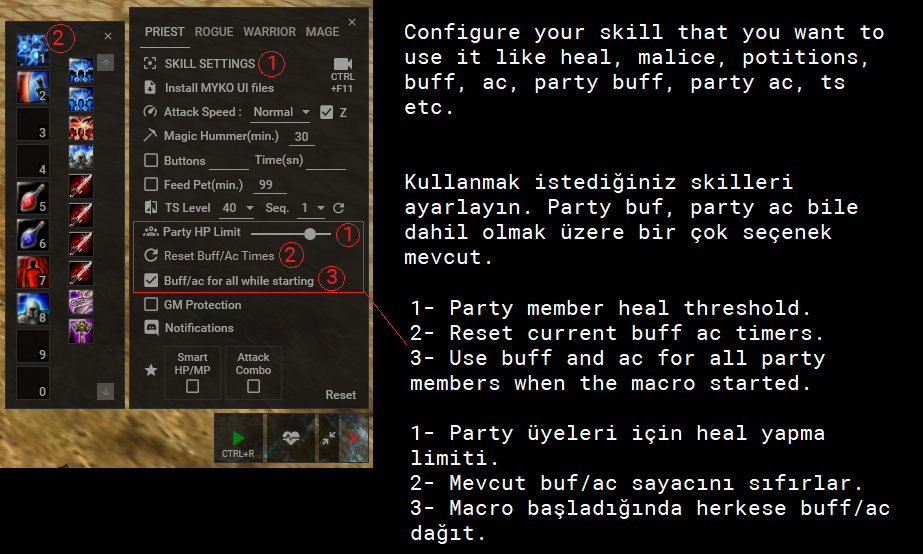 PRIEST ROGUE WARRIOR MAGE
SKILL SETTINGS 1
CTRL
+F11
Install MYKO UI files
Attack Speed : Normal Z
Magic Hummer(min.) 30
Buttons Time(sn)
Feed Pet(min.) 99
TS Level 40 Seq. 1
Party HP Limit 1
Reset Buff/Ac Times 2
Buff/ac for all while starting 3
GM Protection
Notifications
Smart
HP/MP
Attack
Combo
Reset
CTRL+R
2
1
2
3
4
5
6
7
8
9
0
Configure your skill that you want to
use it like heal, malice, potitions,
buff, ac, party buff, party ac, ts
etc.
Kullanmak istediğiniz skilleri
ayarlayın. Party buf, party ac bile
dahil olmak üzere bir çok seçenek
mevcut.
1- Party member heal threshold.
2- Reset current buff ac timers.
3- Use buff and ac for all party
members when the macro started.
1- Party üyeleri için heal yapma
limiti.
2- Mevcut buf/ac sayacını sıfırlar.
3- Macro başladığında herkese buff/ac
dağıt.